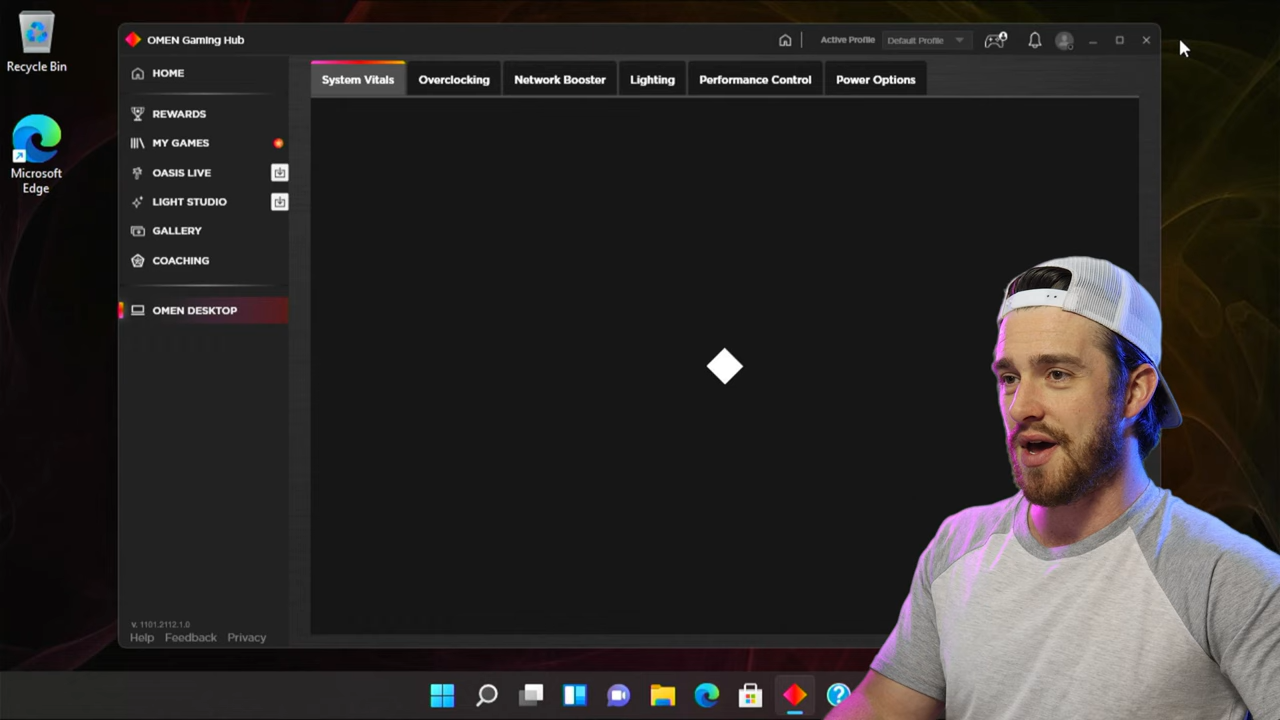 Recycle Bin
Microsoft
Edge
OMEN Gaming Hub
Active Profile
Default Profile
HOME
REWARDS
MY GAMES
OASIS LIVE
LIGHT STUDIO
GALLERY
COACHING
OMEN DESKTOP
System Vitals
Overclocking
Network Booster
Lighting
Performance Control
Power Options
v. 1101.2112.1.0
Help
Feedback
Privacy